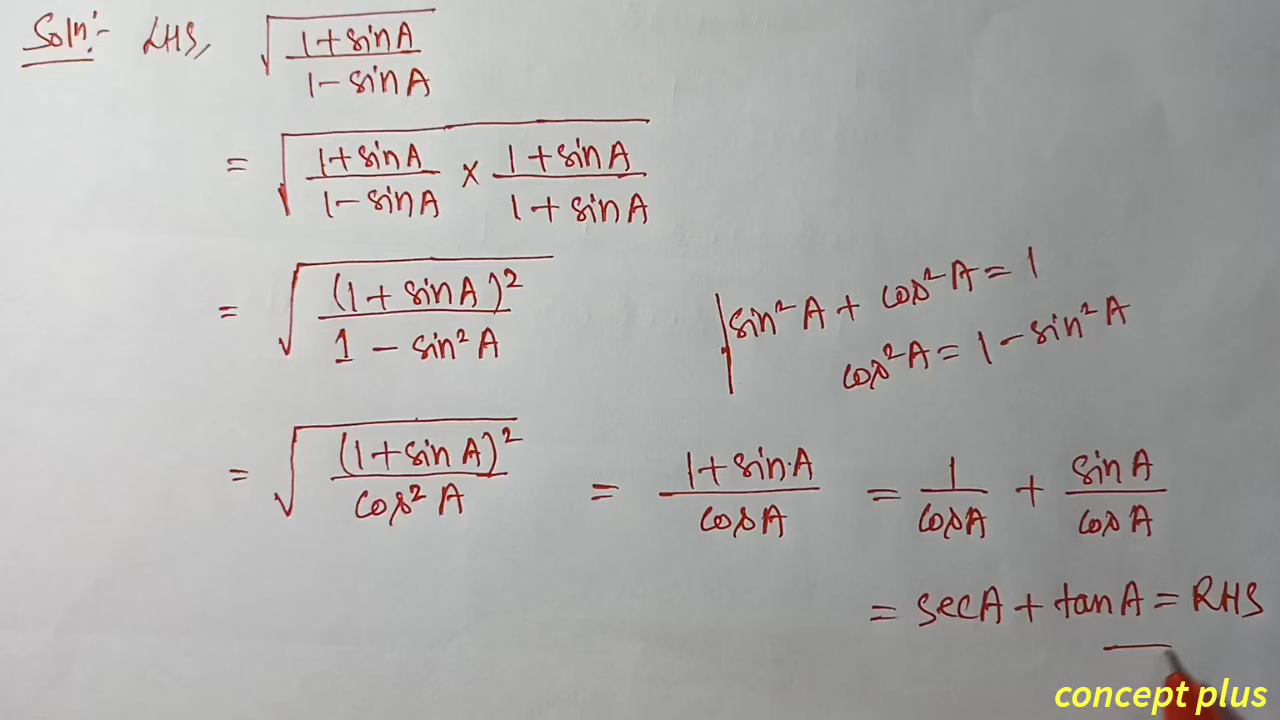 Soln:- LHS, √((1+sinA)/(1-sinA))
= √((1+sinA)/(1-sinA) × (1+sinA)/(1+sinA))
= √((1+sinA)²/(1-sin²A))
sin²A + cos²A = 1
cos²A = 1-sin²A
= √((1+sinA)²/cos²A) = (1+sin.A)/cosA = 1/cosA + sinA/cosA
= secA + tanA = RHS
concept plus